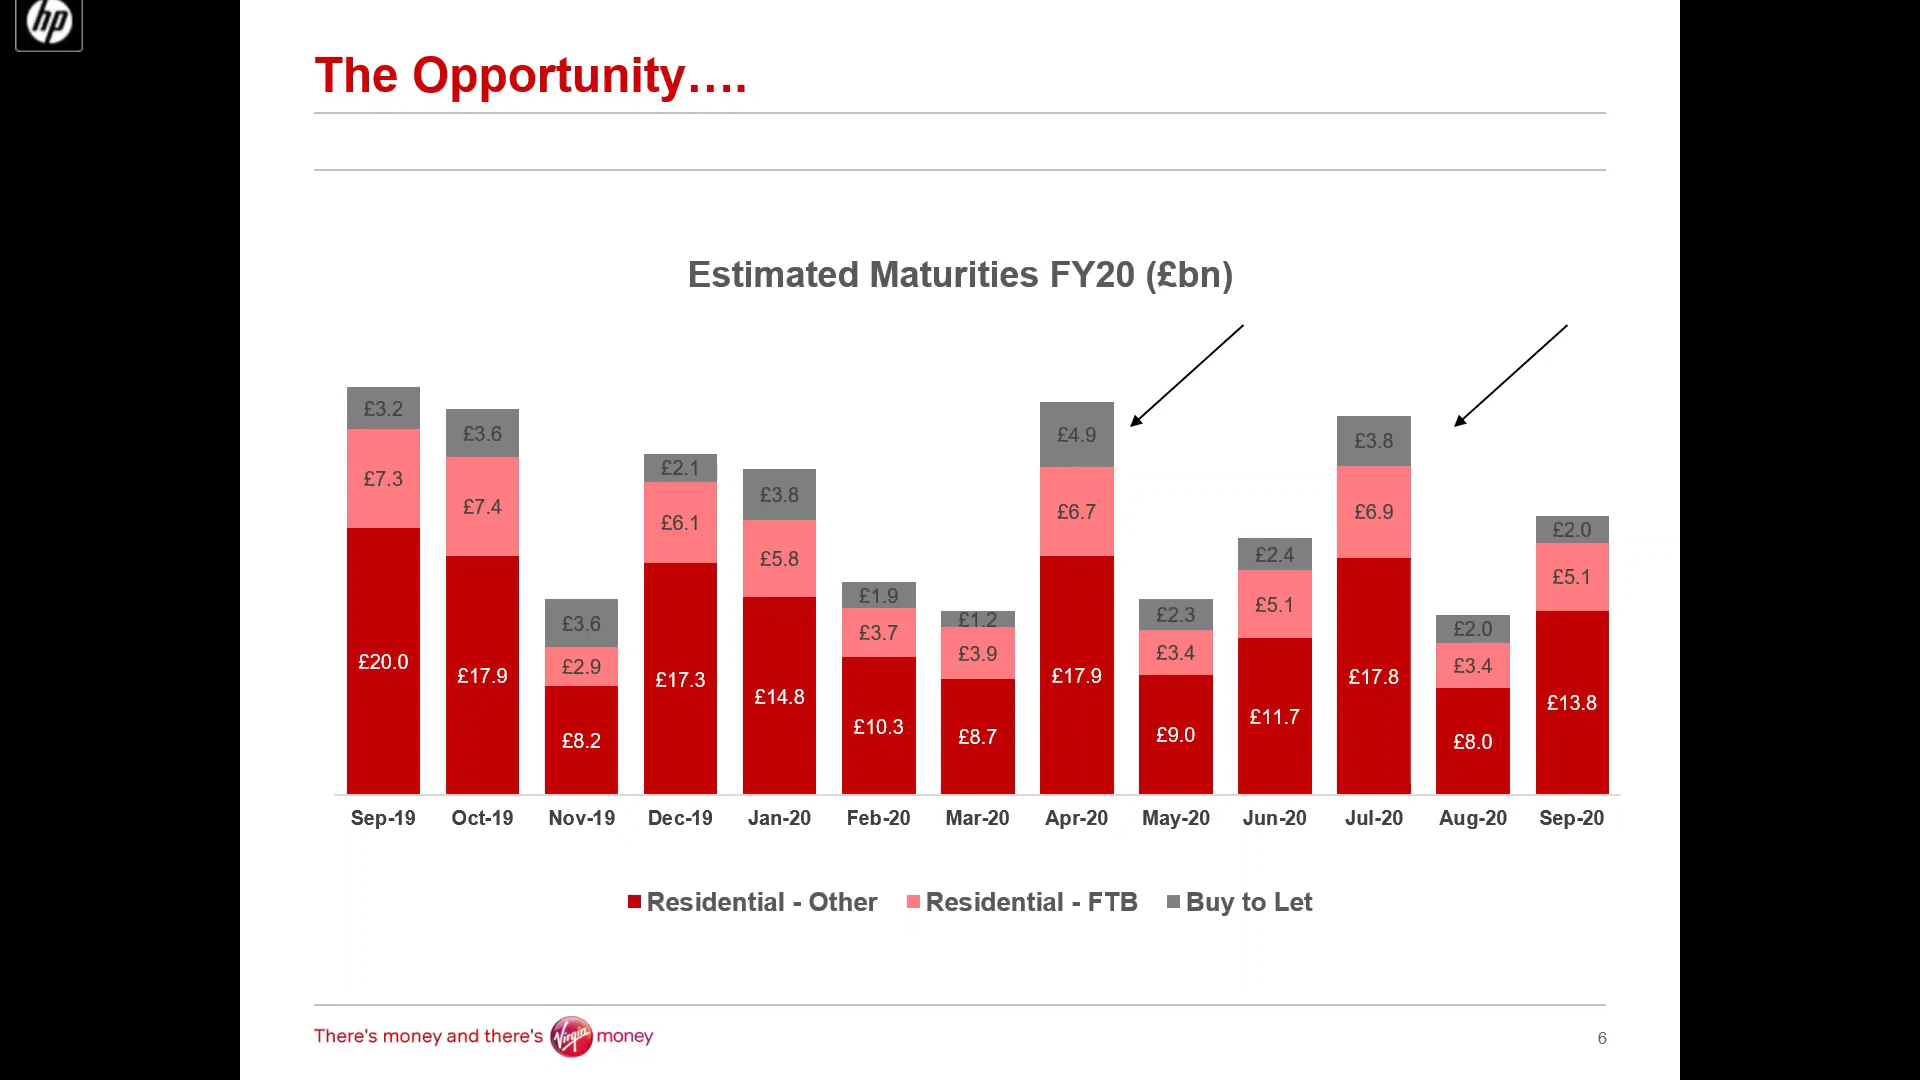 hp
The Opportunity….
Estimated Maturities FY20 (£bn)
£3.2 £3.6 £3.6 £2.1 £3.8 £1.9 £1.2 £4.9 £2.3 £2.4 £3.8 £2.0 £2.0
£7.3 £7.4 £2.9 £6.1 £5.8 £3.7 £3.9 £6.7 £3.4 £5.1 £6.9 £3.4 £5.1
£20.0 £17.9 £8.2 £17.3 £14.8 £10.3 £8.7 £17.9 £9.0 £11.7 £17.8 £8.0 £13.8
Sep-19 Oct-19 Nov-19 Dec-19 Jan-20 Feb-20 Mar-20 Apr-20 May-20 Jun-20 Jul-20 Aug-20 Sep-20
Residential - Other Residential - FTB Buy to Let
There's money and there's Virgin money
6